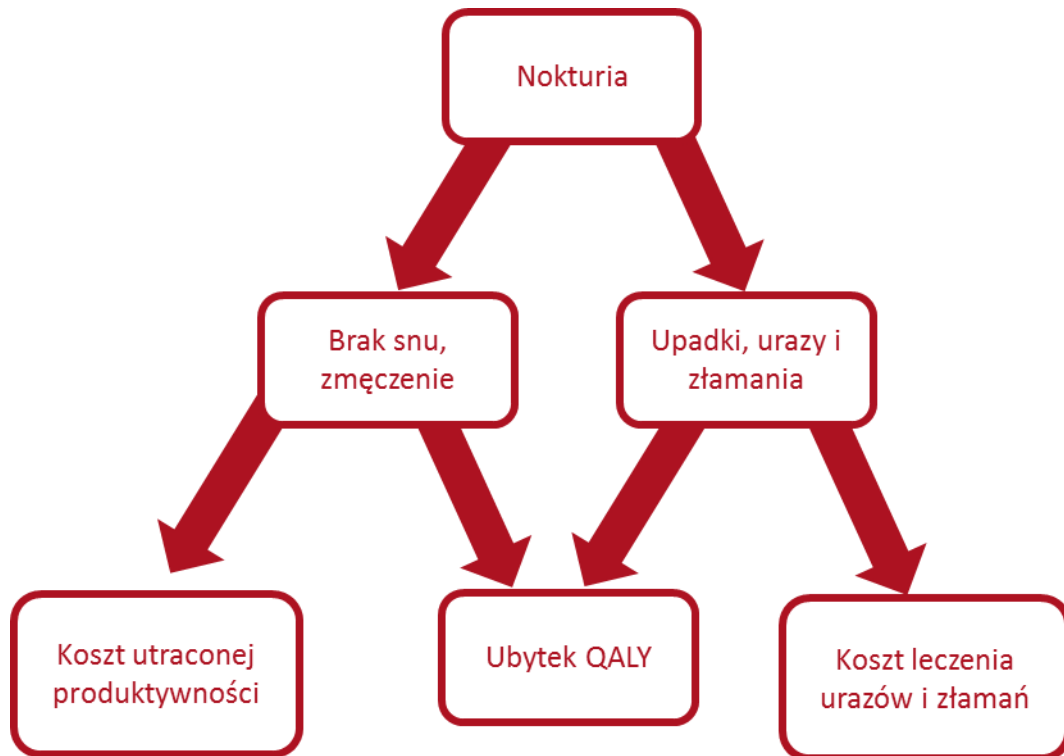 Nokturia
Brak snu,
zmęczenie
Upadki, urazy i
złamania
Koszt utraconej
produktywności
Ubytek QALY
Koszt leczenia
urazów i złamań